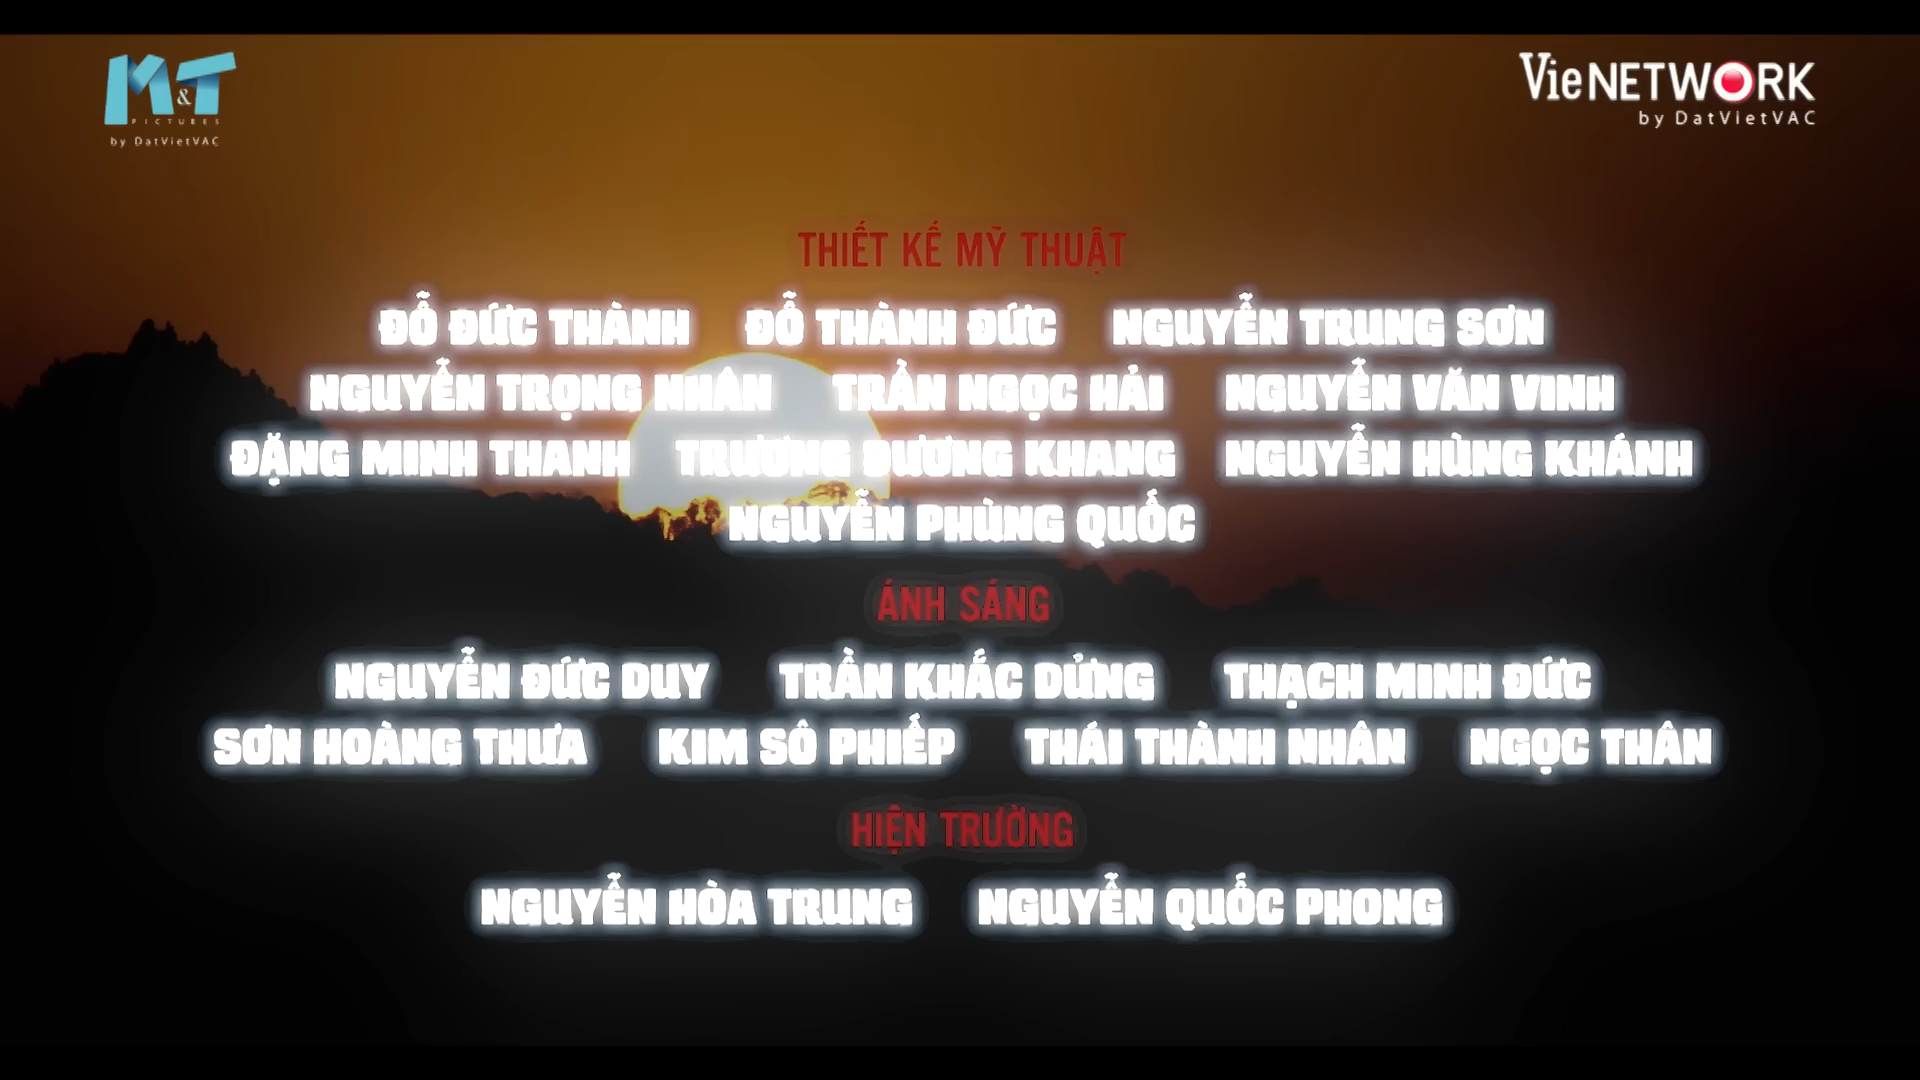 M&T
PICTURES
by DatVietVAC
VieNETWORK
by DatVietVAC
THIẾT KẾ MỸ THUẬT
ĐỖ ĐỨC THÀNH ĐỖ THÀNH ĐỨC NGUYỄN TRUNG SƠN
NGUYỄN TRỌNG NHÂN TRẦN NGỌC HẢI NGUYỄN VĂN VINH
ĐẶNG MINH THANH TRƯƠNG DƯƠNG KHANG NGUYỄN HÙNG KHÁNH
NGUYỄN PHÙNG QUỐC
ÁNH SÁNG
NGUYỄN ĐỨC DUY TRẦN KHẮC DỬNG THẠCH MINH ĐỨC
SƠN HOÀNG THƯA KIM SÔ PHIẾP THÁI THÀNH NHÂN NGỌC THÂN
HIỆN TRƯỜNG
NGUYỄN HÒA TRUNG NGUYỄN QUỐC PHONG